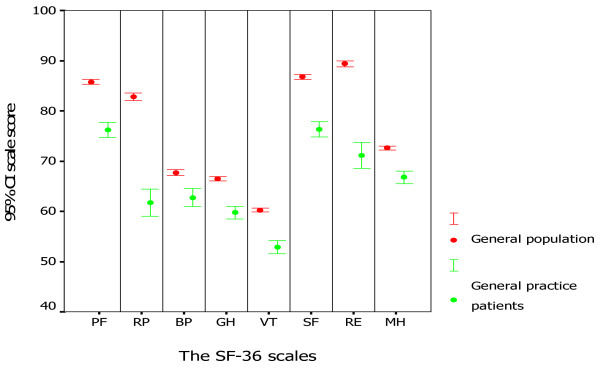 100
90
80
70
60
50
40
95% CI scale score
PF RP BP GH VT SF RE MH
The SF-36 scales
General population
General practice
patients